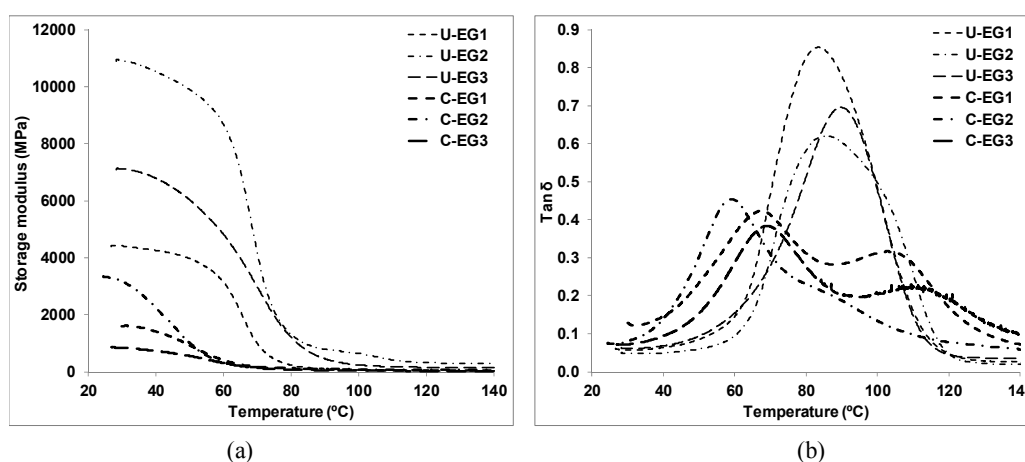 12000
10000
8000
6000
4000
2000
0
Storage modulus (MPa)
20 40 60 80 100 120 140
Temperature (ºC)
U-EG1
U-EG2
U-EG3
C-EG1
C-EG2
C-EG3
(a)
0.9
0.8
0.7
0.6
0.5
0.4
0.3
0.2
0.1
0.0
Tan δ
20 40 60 80 100 120 140
Temperature (ºC)
U-EG1
U-EG2
U-EG3
C-EG1
C-EG2
C-EG3
(b)